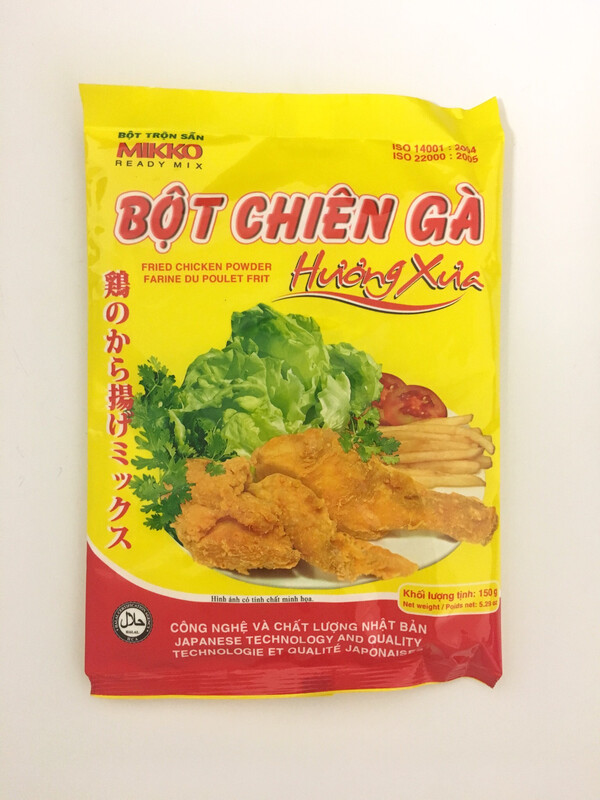 BỘT TRỘN SẴN
MIKKO
READY MIX
ISO 14001 : 2004
ISO 22000 : 2005
BỘT CHIÊN GÀ
FRIED CHICKEN POWDER
FARINE DU POULET FRIT
Hương Xưa
鶏のから揚げミックス
Hình ảnh có tính chất minh họa.
Khối lượng tịnh: 150 g
Net weight / Poids net: 5.29 oz
حلال
HALAL
CÔNG NGHỆ VÀ CHẤT LƯỢNG NHẬT BẢN
JAPANESE TECHNOLOGY AND QUALITY
TECHNOLOGIE ET QUALITÉ JAPONAISES